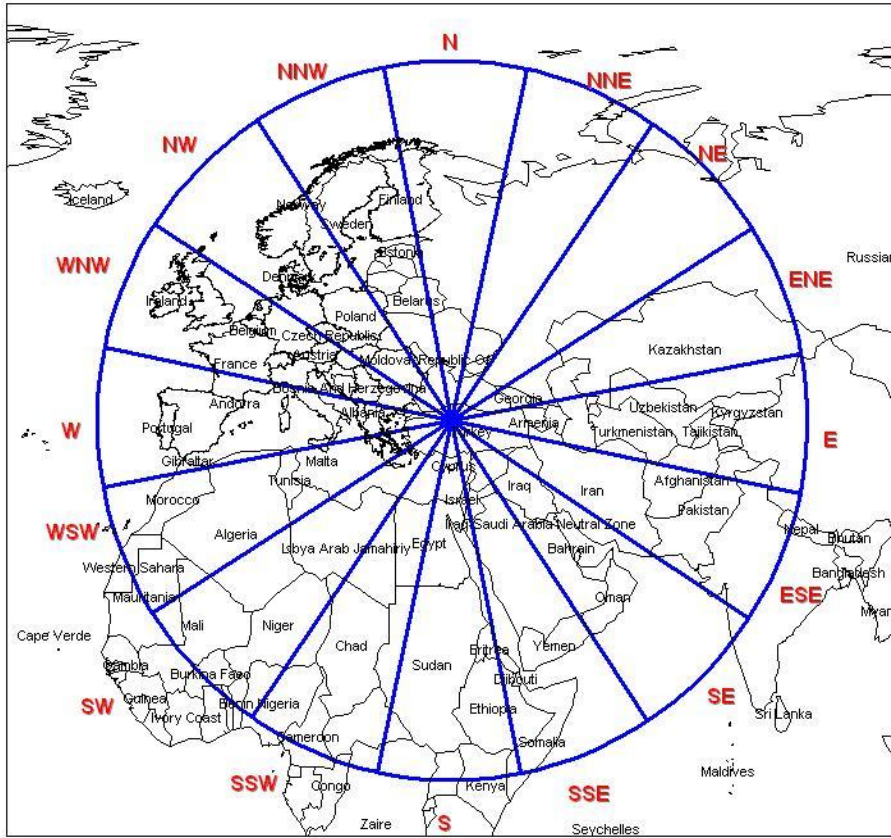 N
NNW
NNE
NW
NE
Iceland
Norway
Finland
Sweden
Estonia
WNW
ENE
Russian
Denmark
Ireland
Belarus
Poland
Belgium
Czech Republic
Kazakhstan
Austria
Moldova, Republic Of
France
Bosnia And Herzegovina
Georgia
Andorra
Albania
Uzbekistan
Kyrgyzstan
Armenia
W
Portugal
Turkey
Turkmenistan
Tajikistan
E
Gibraltar
Malta
Cyprus
Tunisia
Iraq
Iran
Afghanistan
Morocco
Israel
Pakistan
WSW
Algeria
Iraq-Saudi Arabia Neutral Zone
Nepal
Libya Arab Jamahiriy
Egypt
Bahrain
Bhutan
Western Sahara
Bangladesh
Mauritania
Oman
ESE
Myan
Mali
Niger
Cape Verde
Chad
Yemen
Eritrea
Gambia
Burkina Faso
Sudan
Djibouti
Guinea
Benin
Nigeria
SW
Ethiopia
SE
Ivory Coast
Sri Lanka
Cameroon
Somalia
Maldives
SSW
Congo
Kenya
SSE
Zaire
S
Seychelles